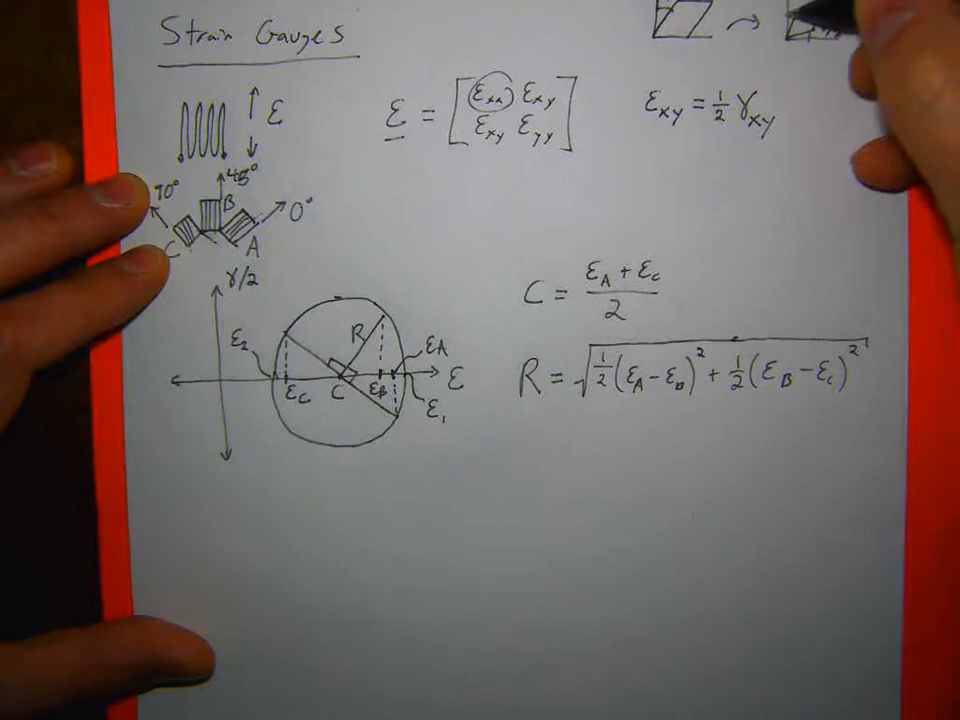 Strain Gauges
ε
ε = [ εxx εxy
εxy εyy ]
εxy = 1/2 γxy
90° 45° 0°
C B A
γ/2
C = (εA + εC) / 2
R = √(1/2 (εA − εB)² + 1/2 (εB − εC)²)
ε2 R εA
εC C εB ε
ε1